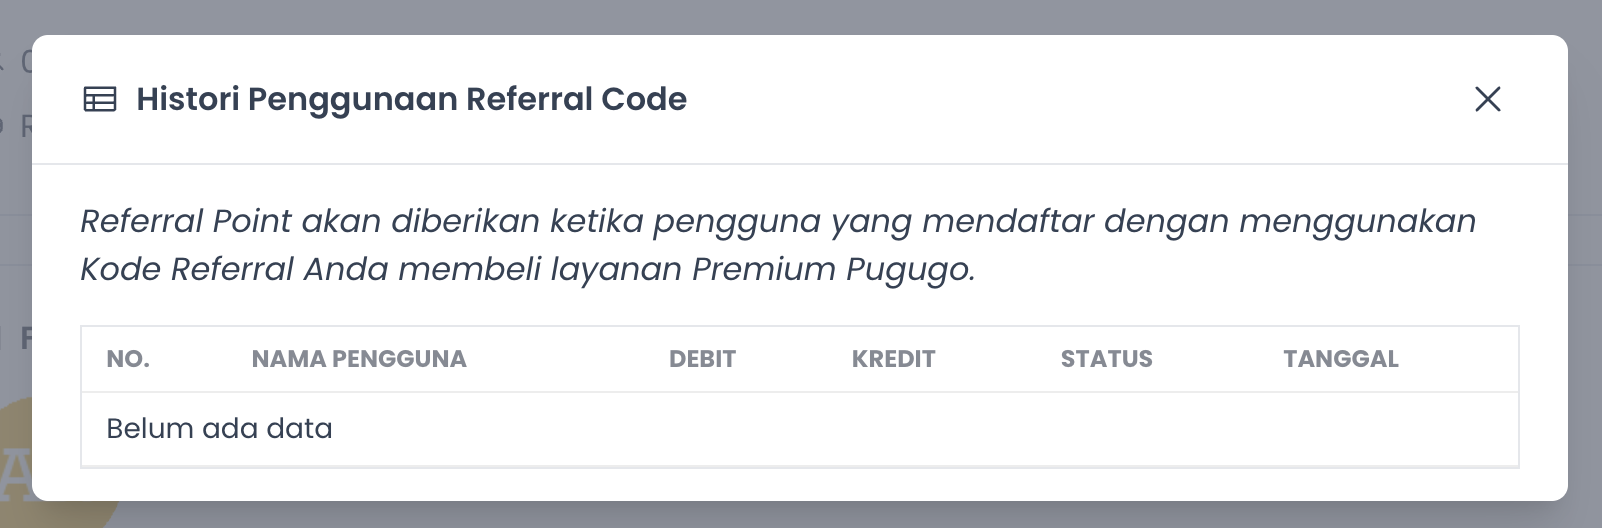 Histori Penggunaan Referral Code
Referral Point akan diberikan ketika pengguna yang mendaftar dengan menggunakan
Kode Referral Anda membeli layanan Premium Pugugo.
NO. NAMA PENGGUNA DEBIT KREDIT STATUS TANGGAL
Belum ada data